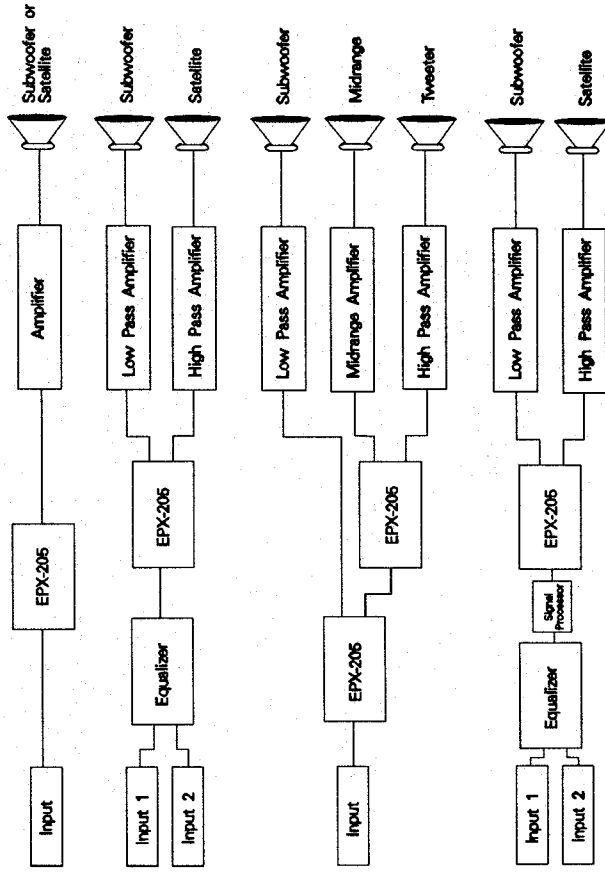 Input
EPX-205
Amplifier
Subwoofer or
Satellite
Input 1
Input 2
Equalizer
EPX-205
Low Pass Amplifier
High Pass Amplifier
Subwoofer
Satellite
Input
EPX-205
EPX-205
Low Pass Amplifier
Midrange Amplifier
High Pass Amplifier
Subwoofer
Midrange
Tweeter
Input 1
Input 2
Equalizer
Signal
Processor
EPX-205
Low Pass Amplifier
High Pass Amplifier
Subwoofer
Satellite